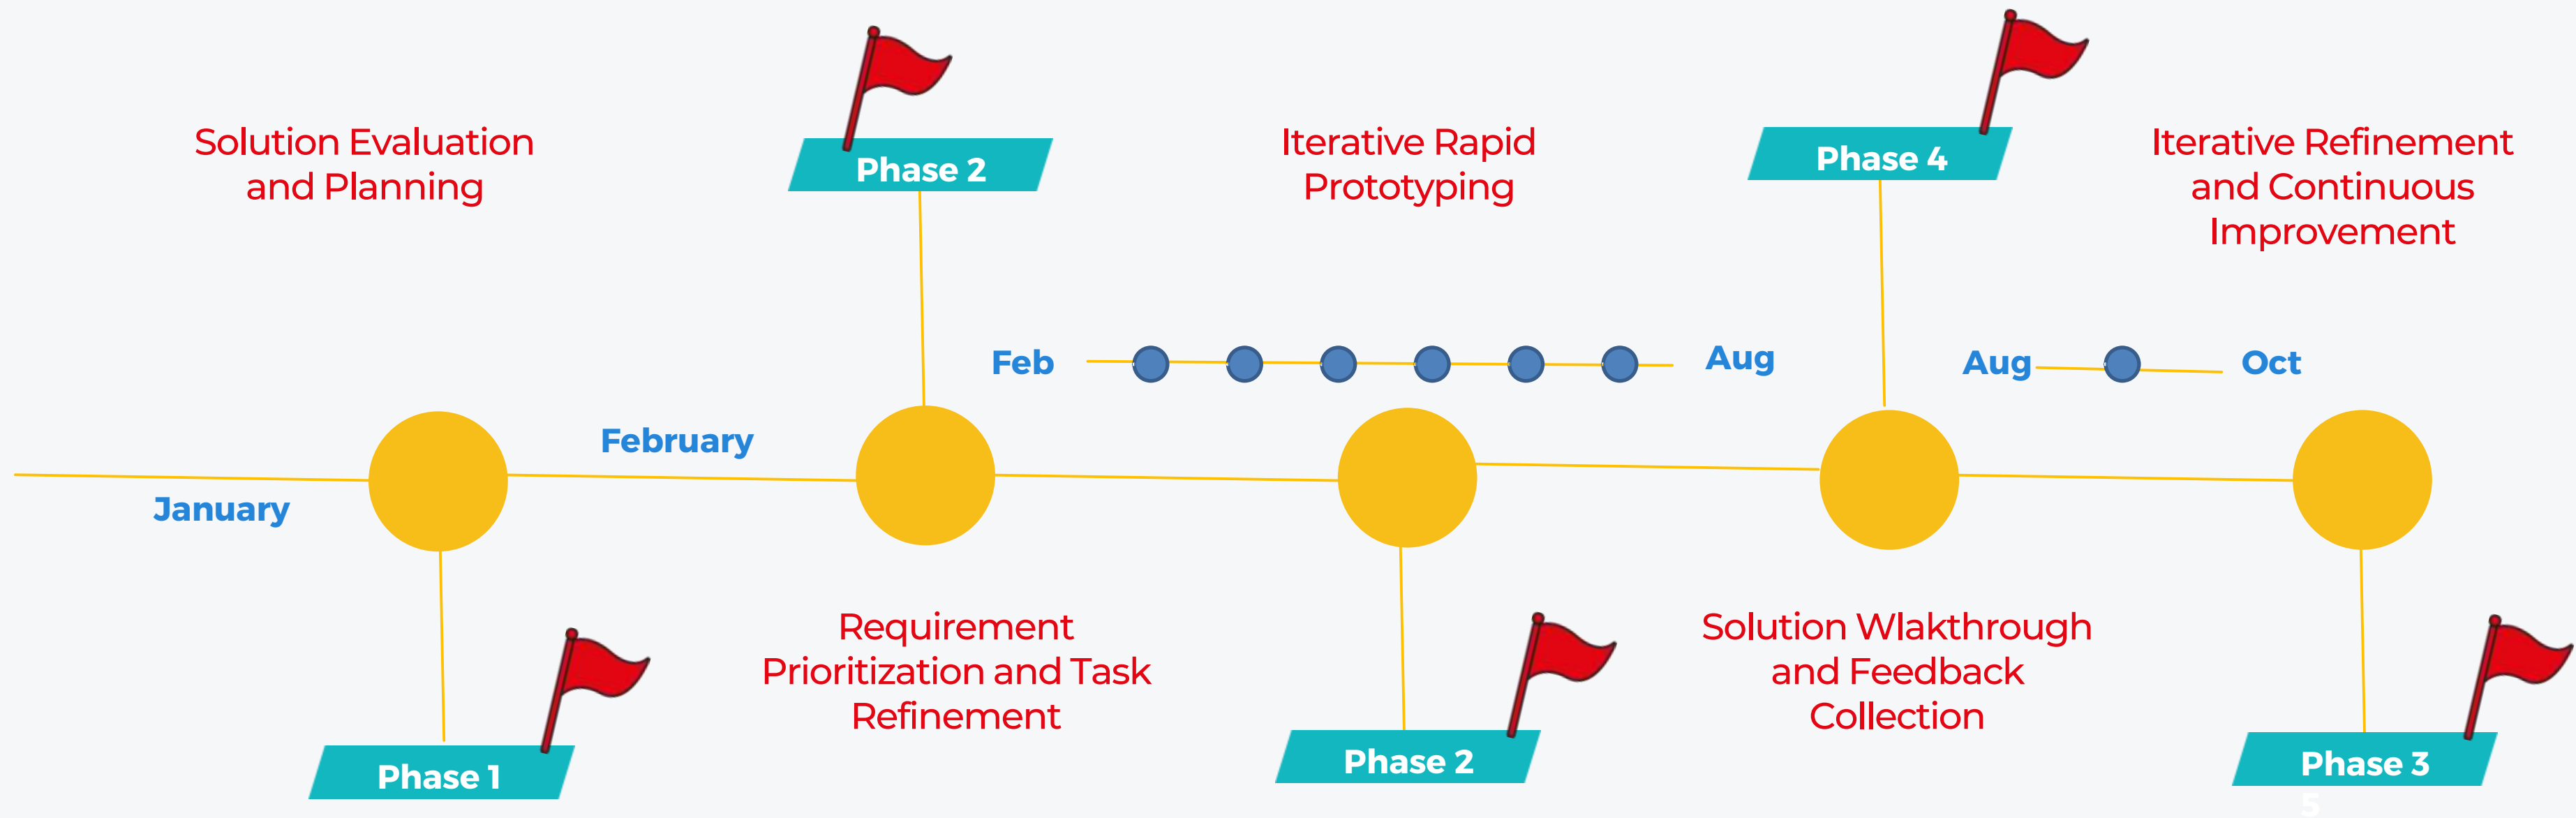 Solution Evaluation
and Planning
Phase 2
Iterative Rapid
Prototyping
Phase 4
Iterative Refinement
and Continuous
Improvement
Feb
Aug
Aug
Oct
January
February
Requirement
Prioritization and Task
Refinement
Solution Wlakthrough
and Feedback
Collection
Phase 1
Phase 2
Phase 3
5